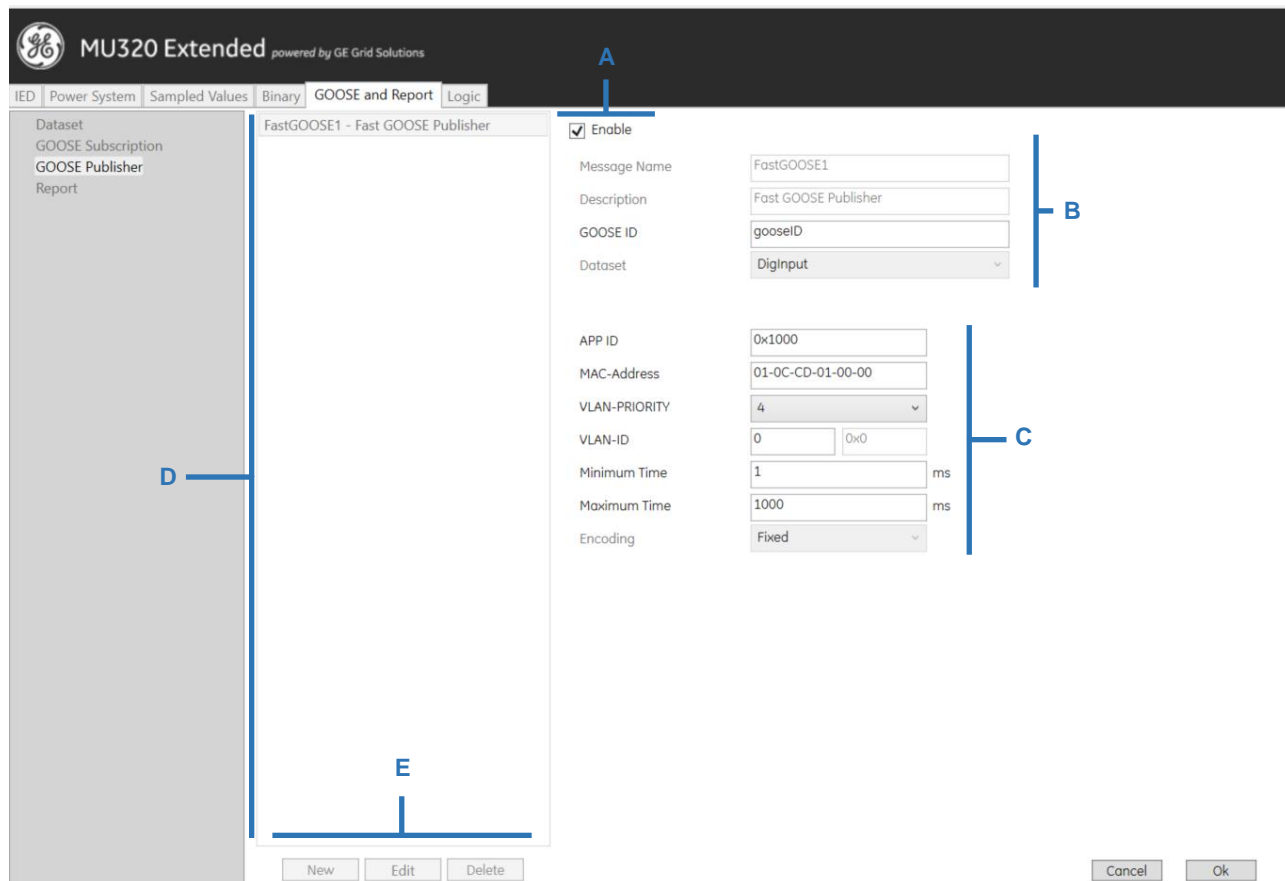 MU320 Extended powered by GE Grid Solutions
A
IED Power System Sampled Values Binary GOOSE and Report Logic
Dataset
GOOSE Subscription
GOOSE Publisher
Report
FastGOOSE1 - Fast GOOSE Publisher
Enable
Message Name FastGOOSE1
Description Fast GOOSE Publisher
GOOSE ID gooseID
Dataset DigInput
B
APP ID 0x1000
MAC-Address 01-0C-CD-01-00-00
VLAN-PRIORITY 4
VLAN-ID 0 0x0
Minimum Time 1 ms
Maximum Time 1000 ms
Encoding Fixed
C
D
E
New Edit Delete
Cancel Ok